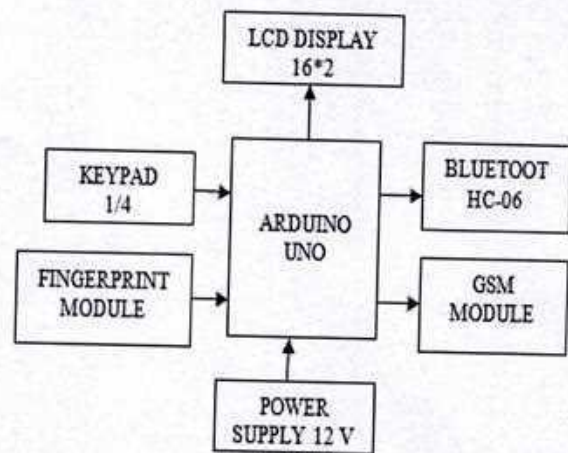 LCD DISPLAY
16*2
KEYPAD
1/4
ARDUINO
UNO
BLUETOOT
HC-06
FINGERPRINT
MODULE
GSM
MODULE
POWER
SUPPLY 12 V